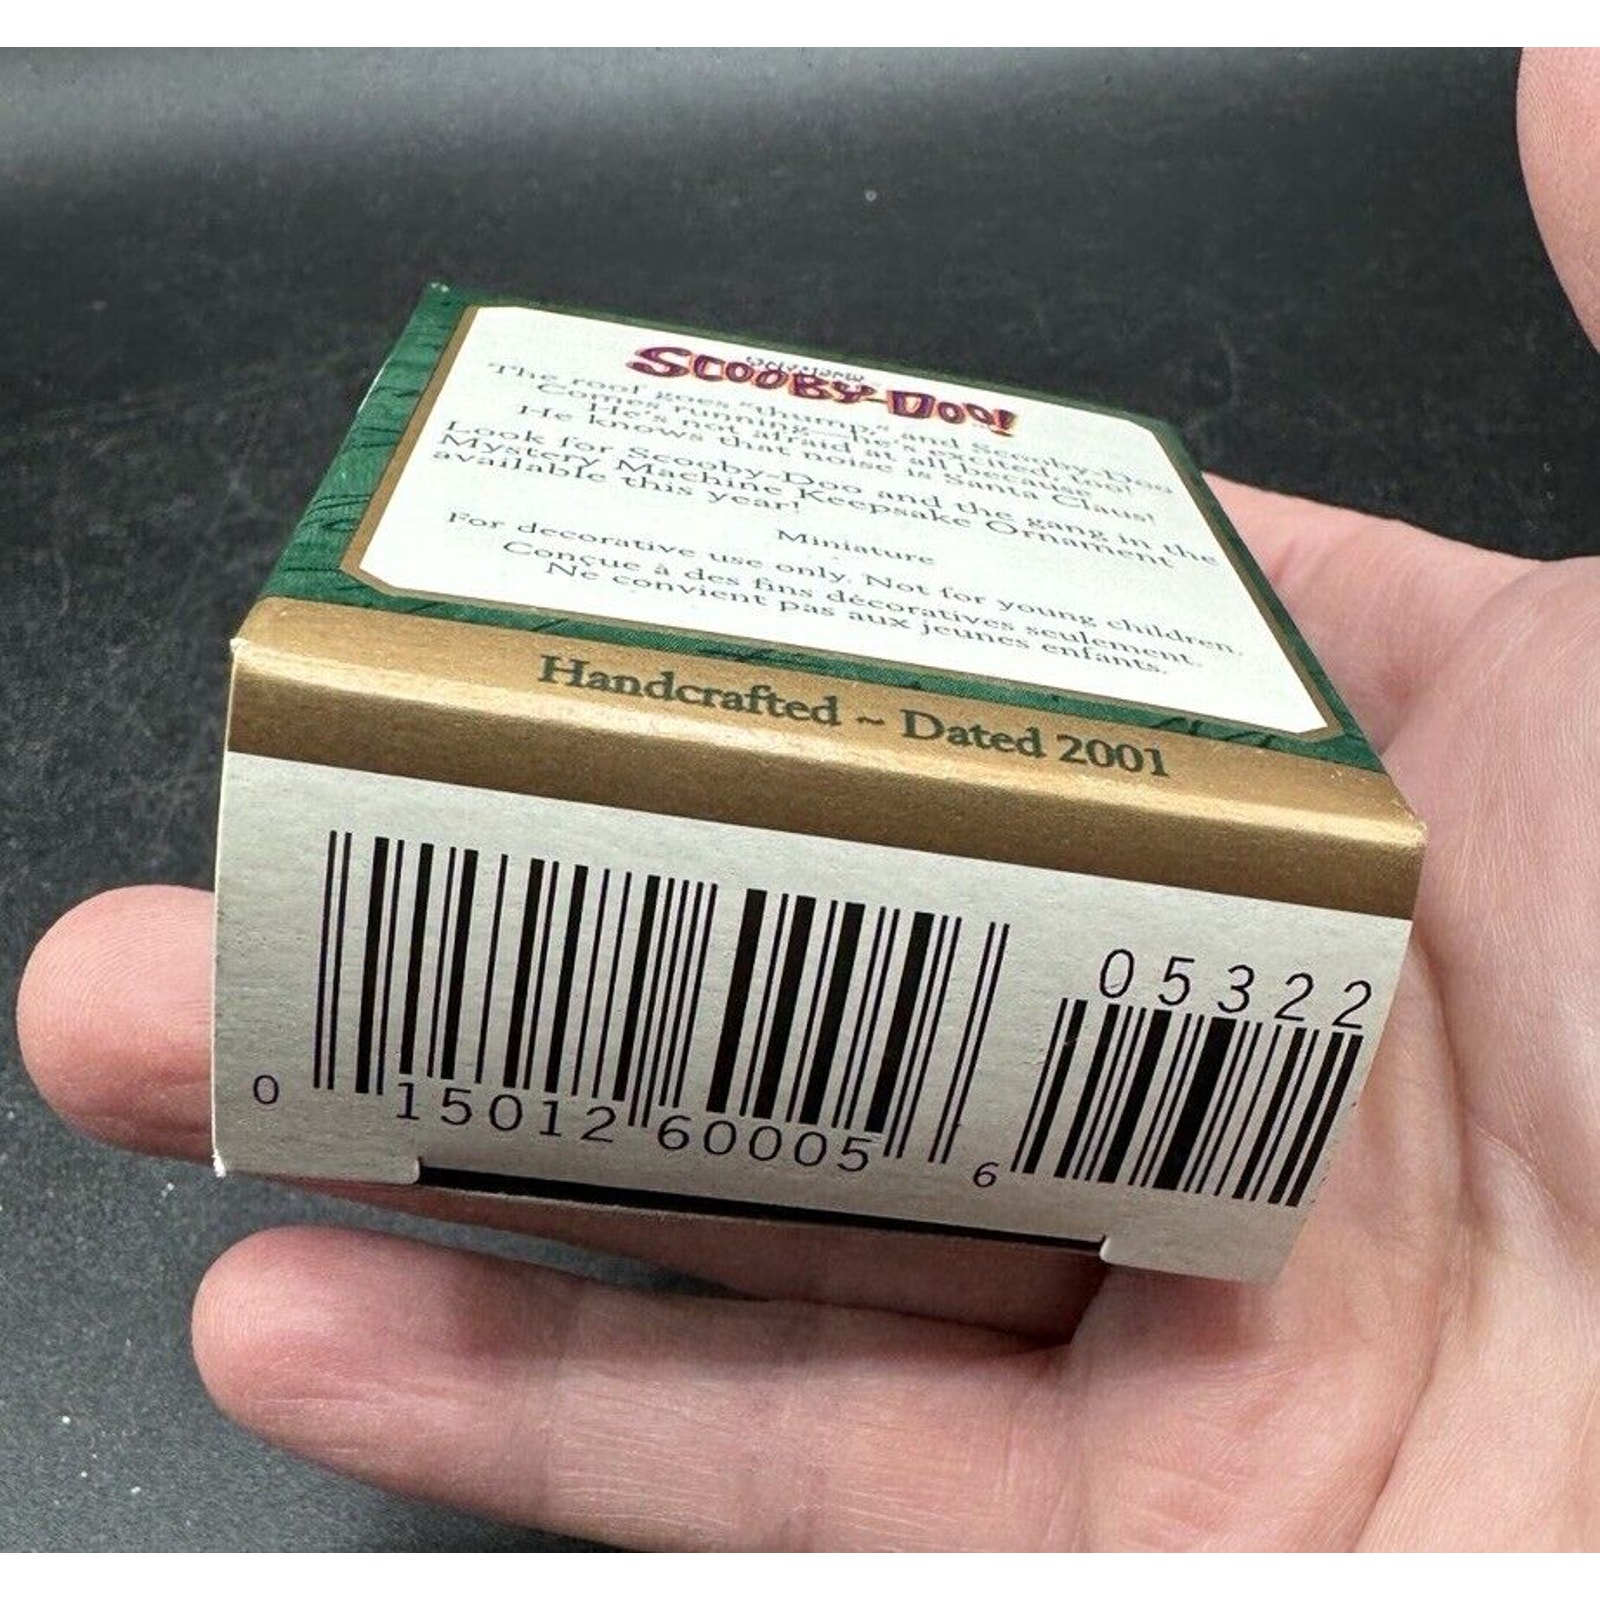 SCOOBY-DOO!
The roof goes "thump," and Scooby-Doo
Comes running—he's excited, too!
He's not afraid at all because
He knows that noise is Santa Claus!
Look for Scooby-Doo and the gang in the
Mystery Machine Keepsake Ornament
available this year!
Miniature
For decorative use only. Not for young children.
Conçue à des fins décoratives seulement.
Ne convient pas aux jeunes enfants.
Handcrafted ~ Dated 2001
05322
0 15012 60005 6